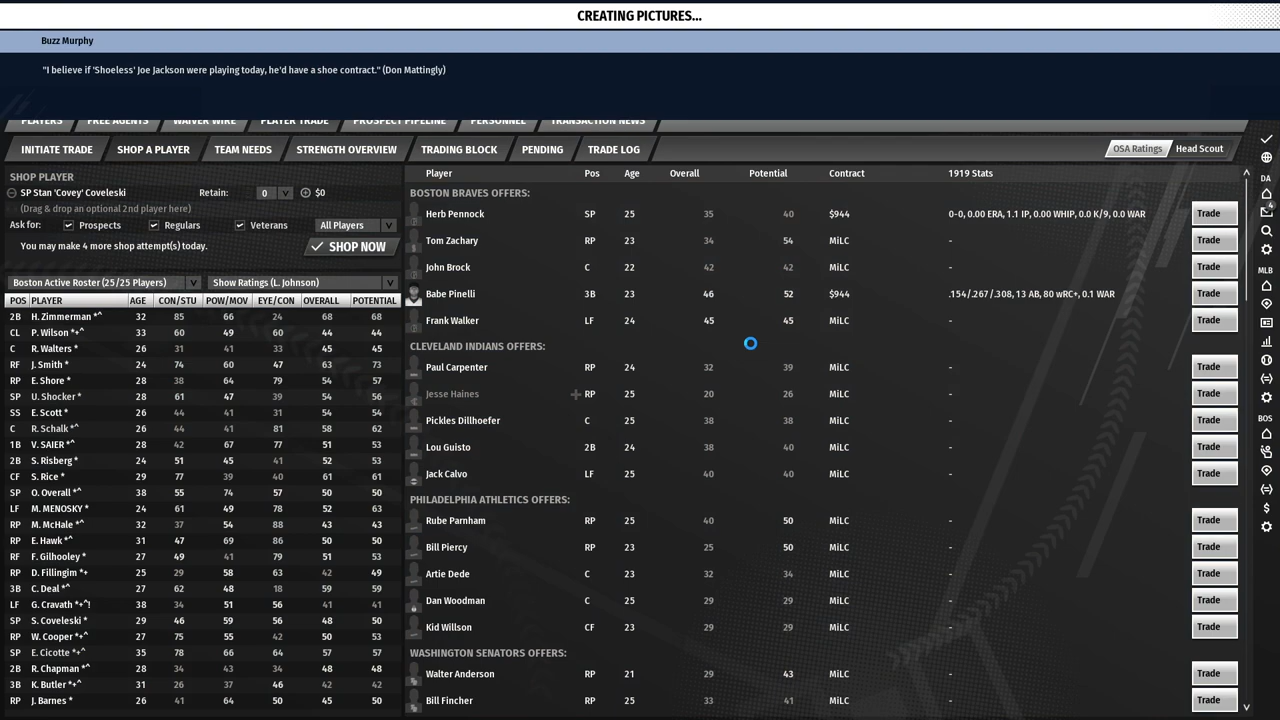 CREATING PICTURES...
Buzz Murphy
"I believe if 'Shoeless' Joe Jackson were playing today, he'd have a shoe contract." (Don Mattingly)
PLAYERS FREE AGENTS WAIVER WIRE PLAYER TRADE PROSPECT PIPELINE PERSONNEL TRANSACTION NEWS
INITIATE TRADE SHOP A PLAYER TEAM NEEDS STRENGTH OVERVIEW TRADING BLOCK PENDING TRADE LOG OSA Ratings Head Scout
SHOP PLAYER
SP Stan 'Covey' Coveleski Retain: 0 $0
(Drag & drop an optional 2nd player here)
Ask for: Prospects Regulars Veterans All Players
You may make 4 more shop attempt(s) today. SHOP NOW
Boston Active Roster (25/25 Players) Show Ratings (L. Johnson)
POS PLAYER AGE CON/STU POW/MOV EYE/CON OVERALL POTENTIAL
2B H. Zimmerman *^ 32 85 66 24 68 68
CL P. Wilson *+^ 33 60 49 60 44 44
C R. Walters * 26 31 41 33 45 45
RF J. Smith * 24 74 60 47 63 73
RP E. Shore * 28 38 64 79 54 57
SP U. Shocker * 28 61 47 39 54 56
SS E. Scott * 26 44 41 31 54 54
C R. Schalk *^ 26 44 41 81 58 62
1B V. SAIER *^ 28 42 67 77 51 53
2B S. Risberg * 24 51 45 41 52 53
CF S. Rice * 29 77 39 40 61 61
SP O. Overall *^ 38 55 74 57 50 50
LF M. MENOSKY * 24 61 49 78 52 63
RP M. McHale *^ 32 37 54 88 43 43
RP E. Hawk *^ 31 47 69 86 50 50
RF F. Gilhooley * 27 49 41 79 51 53
RP D. Fillingim *+ 25 29 58 63 42 49
3B C. Deal *^ 27 62 48 18 59 59
LF G. Cravath *+^! 38 34 51 56 41 41
SP S. Coveleski * 29 46 59 56 48 50
RP W. Cooper *+^ 27 75 55 42 50 53
SP E. Cicotte *+^ 35 78 66 64 57 57
2B R. Chapman *^ 28 34 43 34 48 48
3B K. Butler *+^ 31 26 37 46 42 42
RP J. Barnes * 26 41 64 50 45 50
Player Pos Age Overall Potential Contract 1919 Stats
BOSTON BRAVES OFFERS:
Herb Pennock SP 25 35 40 $944 0-0, 0.00 ERA, 1.1 IP, 0.00 WHIP, 0.0 K/9, 0.0 WAR Trade
Tom Zachary RP 23 34 54 MiLC - Trade
John Brock C 22 42 42 MiLC - Trade
Babe Pinelli 3B 23 46 52 $944 .154/.267/.308, 13 AB, 80 wRC+, 0.1 WAR Trade
Frank Walker LF 24 45 45 MiLC - Trade
CLEVELAND INDIANS OFFERS:
Paul Carpenter RP 24 32 39 MiLC - Trade
Jesse Haines RP 25 20 26 MiLC - Trade
Pickles Dillhoefer C 25 38 38 MiLC - Trade
Lou Guisto 2B 24 38 40 MiLC - Trade
Jack Calvo LF 25 40 40 MiLC - Trade
PHILADELPHIA ATHLETICS OFFERS:
Rube Parnham RP 25 40 50 MiLC - Trade
Bill Piercy RP 23 25 50 MiLC - Trade
Artie Dede C 23 32 34 MiLC - Trade
Dan Woodman C 25 29 29 MiLC - Trade
Kid Willson CF 23 29 29 MiLC - Trade
WASHINGTON SENATORS OFFERS:
Walter Anderson RP 21 29 43 MiLC - Trade
Bill Fincher RP 25 33 41 MiLC - Trade
DA
4
MLB
BOS
$